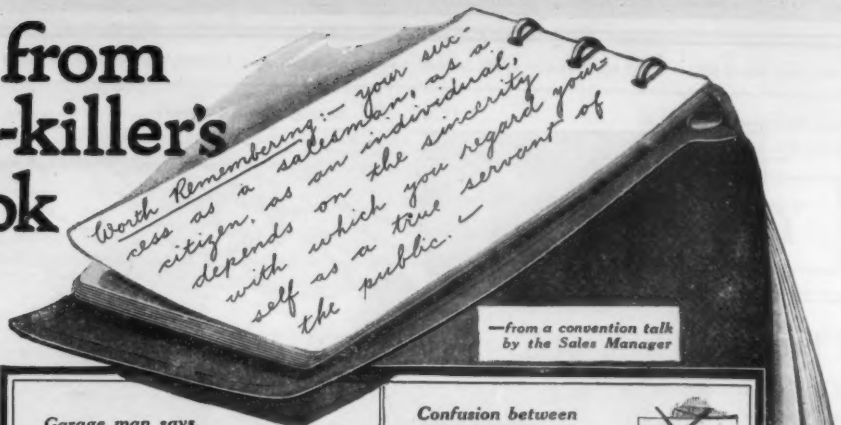 from
-killer's
ok
Worth Remembering:— your suc-
cess as a salesman, as a
citizen, as an individual,
depends on the sincerity
with which you regard your-
self as a true servant of
the public.
—from a convention talk
by the Sales Manager
Garage man says
Confusion between